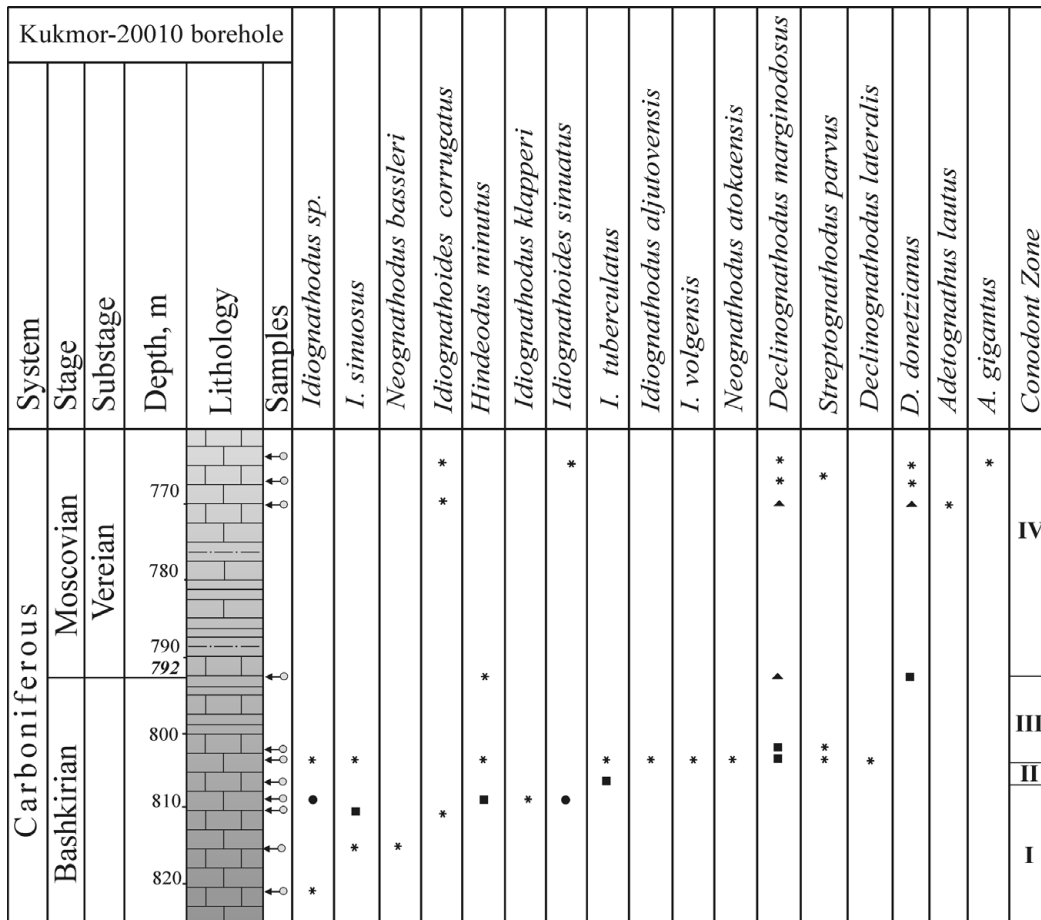 Kukmor-20010 borehole
System
Stage
Substage
Depth, m
Lithology
Samples
Idiognathodus sp.
I. sinosus
Neognathodus bassleri
Idiognathoides corrugatus
Hindeodus minutus
Idiognathodus klapperi
Idiognathoides sinuatus
I. tuberculatus
Idiognathodus aljutovensis
I. volgensis
Neognathodus atokaensis
Declinognathodus marginodosus
Streptognathodus parvus
Declinognathodus lateralis
D. donetzianus
Adetognathus lautus
A. gigantus
Conodont Zone
Carboniferous
Moscovian
Vereian
Bashkirian
770
780
790
792
800
810
820
IV
III
II
I